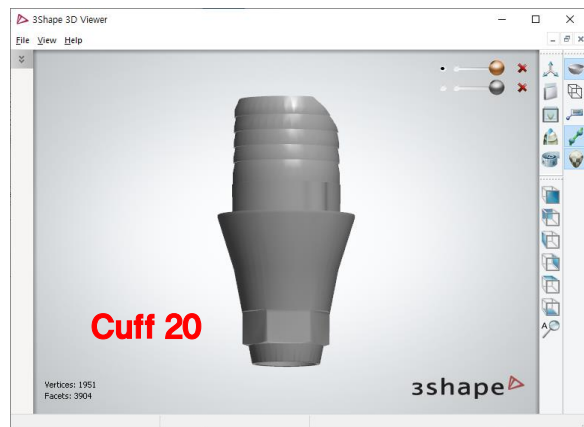 3Shape 3D Viewer
File View Help
Cuff 20
Vertices: 1951
Facets: 3904
3shape